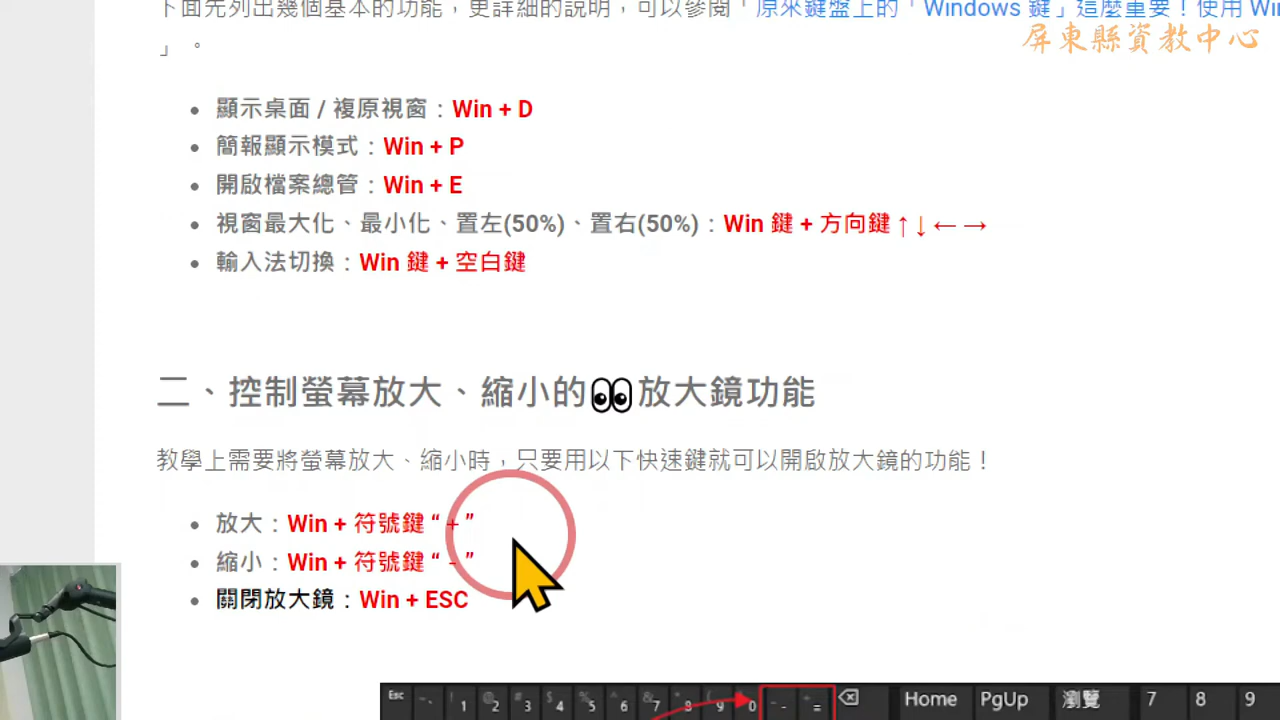 下面先列出幾個基本的功能，更詳細的說明，可以參閱「原來鍵盤上的「Windows 鍵」這麼重要！使用 Wi
屏東縣資教中心
」。
• 顯示桌面 / 複原視窗：Win + D
• 簡報顯示模式：Win + P
• 開啟檔案總管：Win + E
• 視窗最大化、最小化、置左(50%)、置右(50%)：Win 鍵 + 方向鍵↑↓←→
• 輸入法切換：Win 鍵 + 空白鍵
二、控制螢幕放大、縮小的👀放大鏡功能
教學上需要將螢幕放大、縮小時，只要用以下快速鍵就可以開啟放大鏡的功能！
• 放大：Win + 符號鍵 “ + ”
• 縮小：Win + 符號鍵 “ - ”
• 關閉放大鏡：Win + ESC
Esc 1 2 3 4 5 6 7 8 9 0 - = Home PgUp 瀏覽 7 8 9